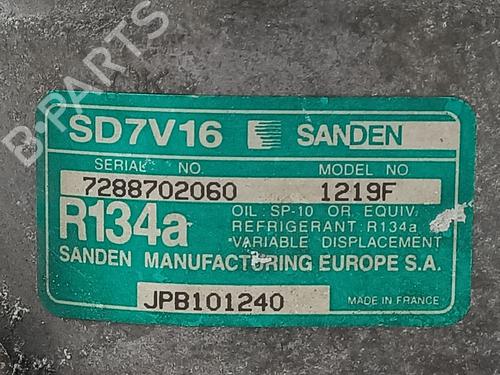 B-PARTS
SD7V16 SANDEN
SERIAL NO. MODEL NO
7288702060 1219F
R134a OIL : SP-10 OR EQUIV.
REFRIGERANT : R134a
VARIABLE DISPLACEMENT
SANDEN MANUFACTURING EUROPE S.A.
JPB101240 MADE IN FRANCE